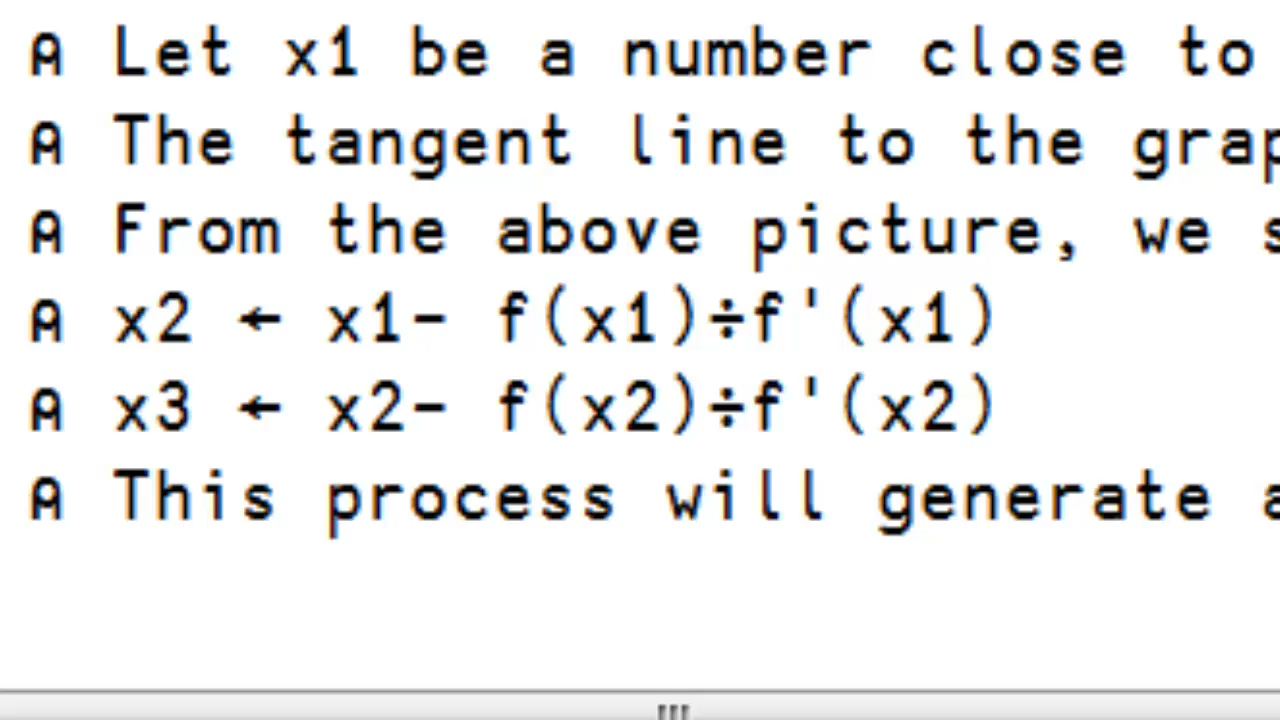 ⍝ Let x1 be a number close to
⍝ The tangent line to the
⍝ From the above picture, we
⍝ x2 ← x1- f(x1)÷f'(x1)
⍝ x3 ← x2- f(x2)÷f'(x2)
⍝ This process will generate